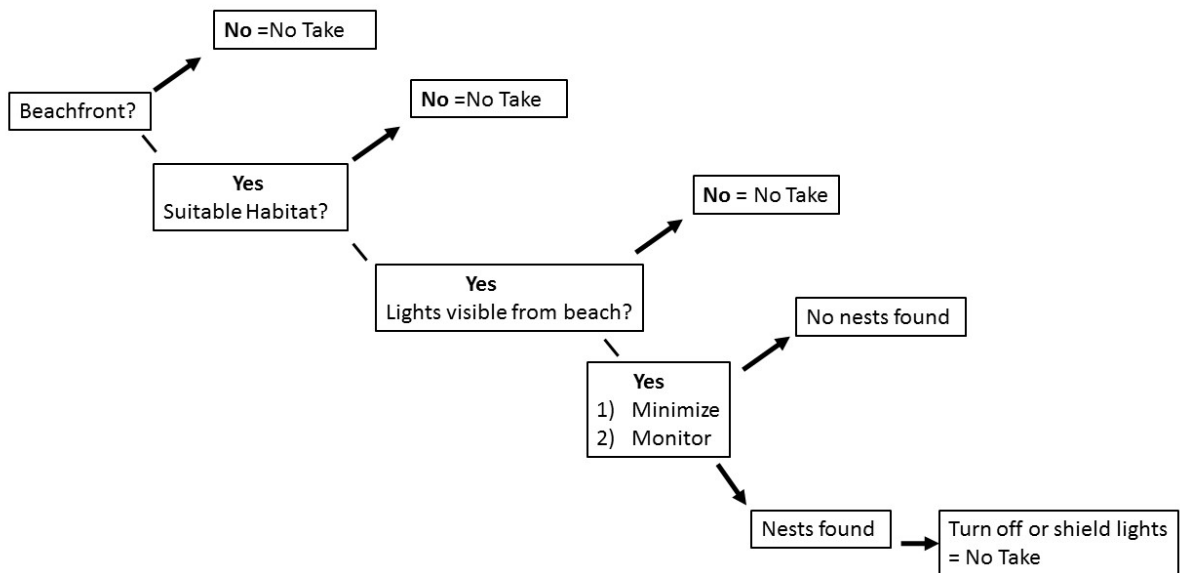 No =No Take
Beachfront?
No =No Take
Yes
Suitable Habitat?
No = No Take
Yes
Lights visible from beach?
No nests found
Yes
1) Minimize
2) Monitor
Nests found
Turn off or shield lights
= No Take